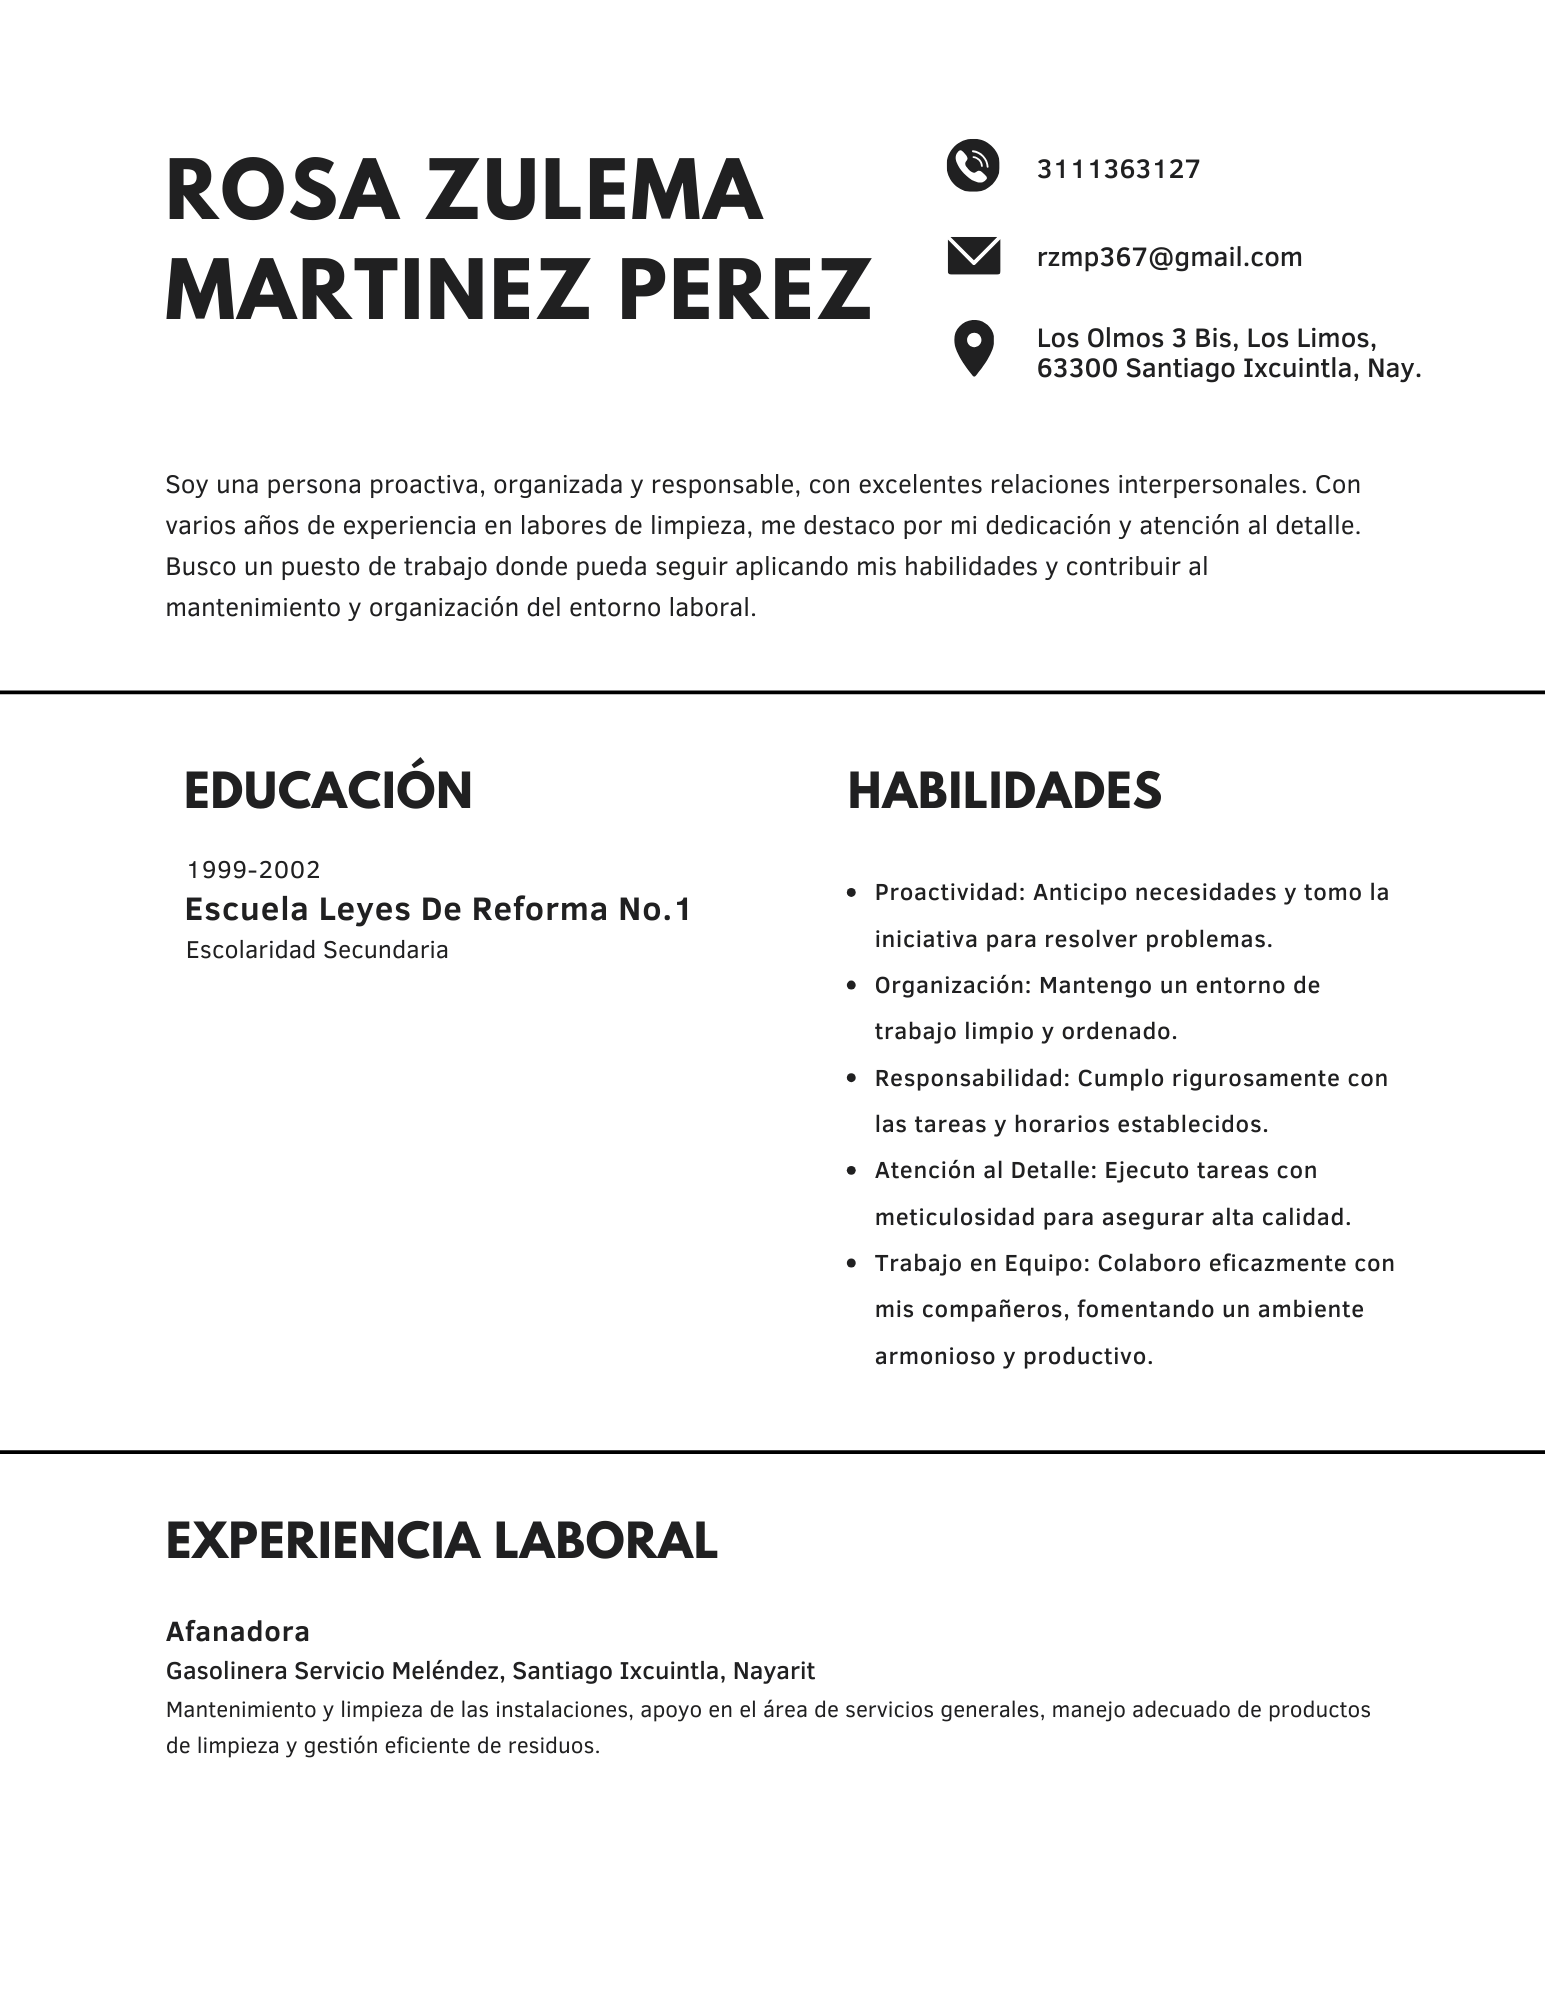 ROSA ZULEMA
MARTINEZ PEREZ
3111363127
rzmp367@gmail.com
Los Olmos 3 Bis, Los Limos,
63300 Santiago Ixcuintla, Nay.
Soy una persona proactiva, organizada y responsable, con excelentes relaciones interpersonales. Con
varios años de experiencia en labores de limpieza, me destaco por mi dedicación y atención al detalle.
Busco un puesto de trabajo donde pueda seguir aplicando mis habilidades y contribuir al
mantenimiento y organización del entorno laboral.
EDUCACIÓN
1999-2002
Escuela Leyes De Reforma No.1
Escolaridad Secundaria
HABILIDADES
• Proactividad: Anticipo necesidades y tomo la
iniciativa para resolver problemas.
• Organización: Mantengo un entorno de
trabajo limpio y ordenado.
• Responsabilidad: Cumplo rigurosamente con
las tareas y horarios establecidos.
• Atención al Detalle: Ejecuto tareas con
meticulosidad para asegurar alta calidad.
• Trabajo en Equipo: Colaboro eficazmente con
mis compañeros, fomentando un ambiente
armonioso y productivo.
EXPERIENCIA LABORAL
Afanadora
Gasolinera Servicio Meléndez, Santiago Ixcuintla, Nayarit
Mantenimiento y limpieza de las instalaciones, apoyo en el área de servicios generales, manejo adecuado de productos
de limpieza y gestión eficiente de residuos.